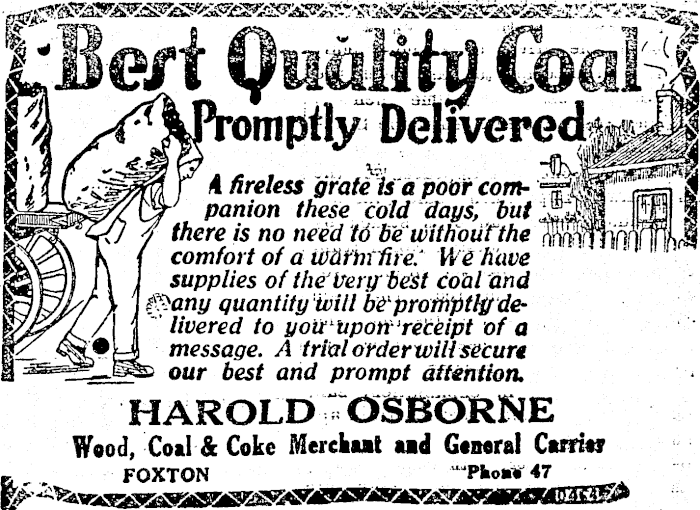 Best Quality Coal
Promptly Delivered
A fireless grate is a poor com-
panion these cold days, but
there is no need to be without the
comfort of a warm fire. We have
supplies of the very best coal and
any quantity will be promptly de-
livered to you upon receipt of a
message. A trial order will secure
our best and prompt attention.
HAROLD OSBORNE
Wood, Coal & Coke Merchant and General Carrier
FOXTON Phone 47